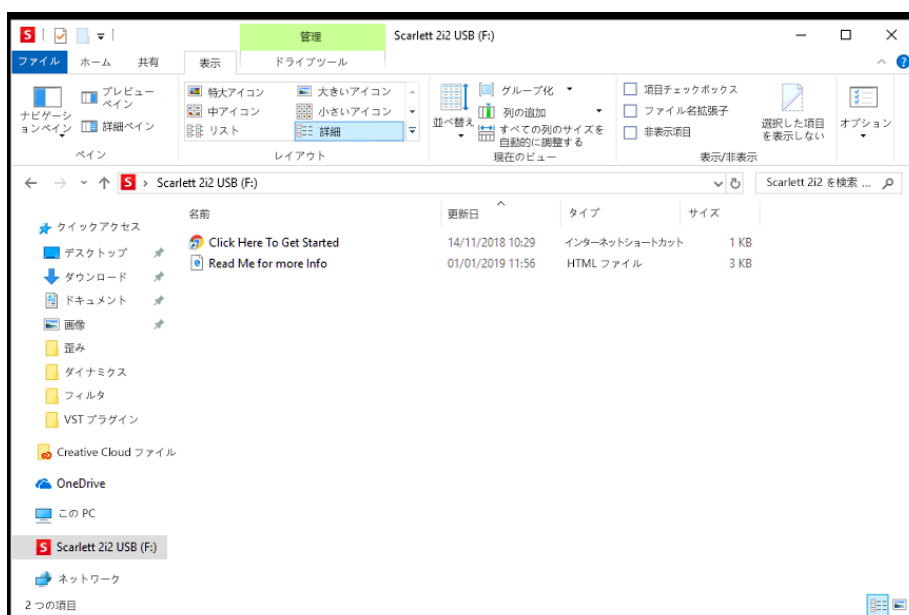 管理
Scarlett 2i2 USB (F:)
ファイル
ホーム
共有
表示
ドライブツール
ナビゲーションペイン
プレビュー ペイン
詳細ペイン
特大アイコン
大きいアイコン
中アイコン
小さいアイコン
リスト
詳細
並べ替え
グループ化
列の追加
すべての列のサイズを
自動的に調整する
項目チェックボックス
ファイル名拡張子
非表示項目
選択した項目
を表示しない
オプション
ペイン
レイアウト
現在のビュー
表示/非表示
S › Scarlett 2i2 USB (F:)
Scarlett 2i2 を検索 ...
名前
更新日
タイプ
サイズ
Click Here To Get Started
14/11/2018 10:29
インターネットショートカット
1 KB
Read Me for more Info
01/01/2019 11:56
HTML ファイル
3 KB
クイックアクセス
デスクトップ
ダウンロード
ドキュメント
画像
歪み
ダイナミクス
フィルタ
VST プラグイン
Creative Cloud ファイル
OneDrive
この PC
S Scarlett 2i2 USB (F:)
ネットワーク
2 つの項目